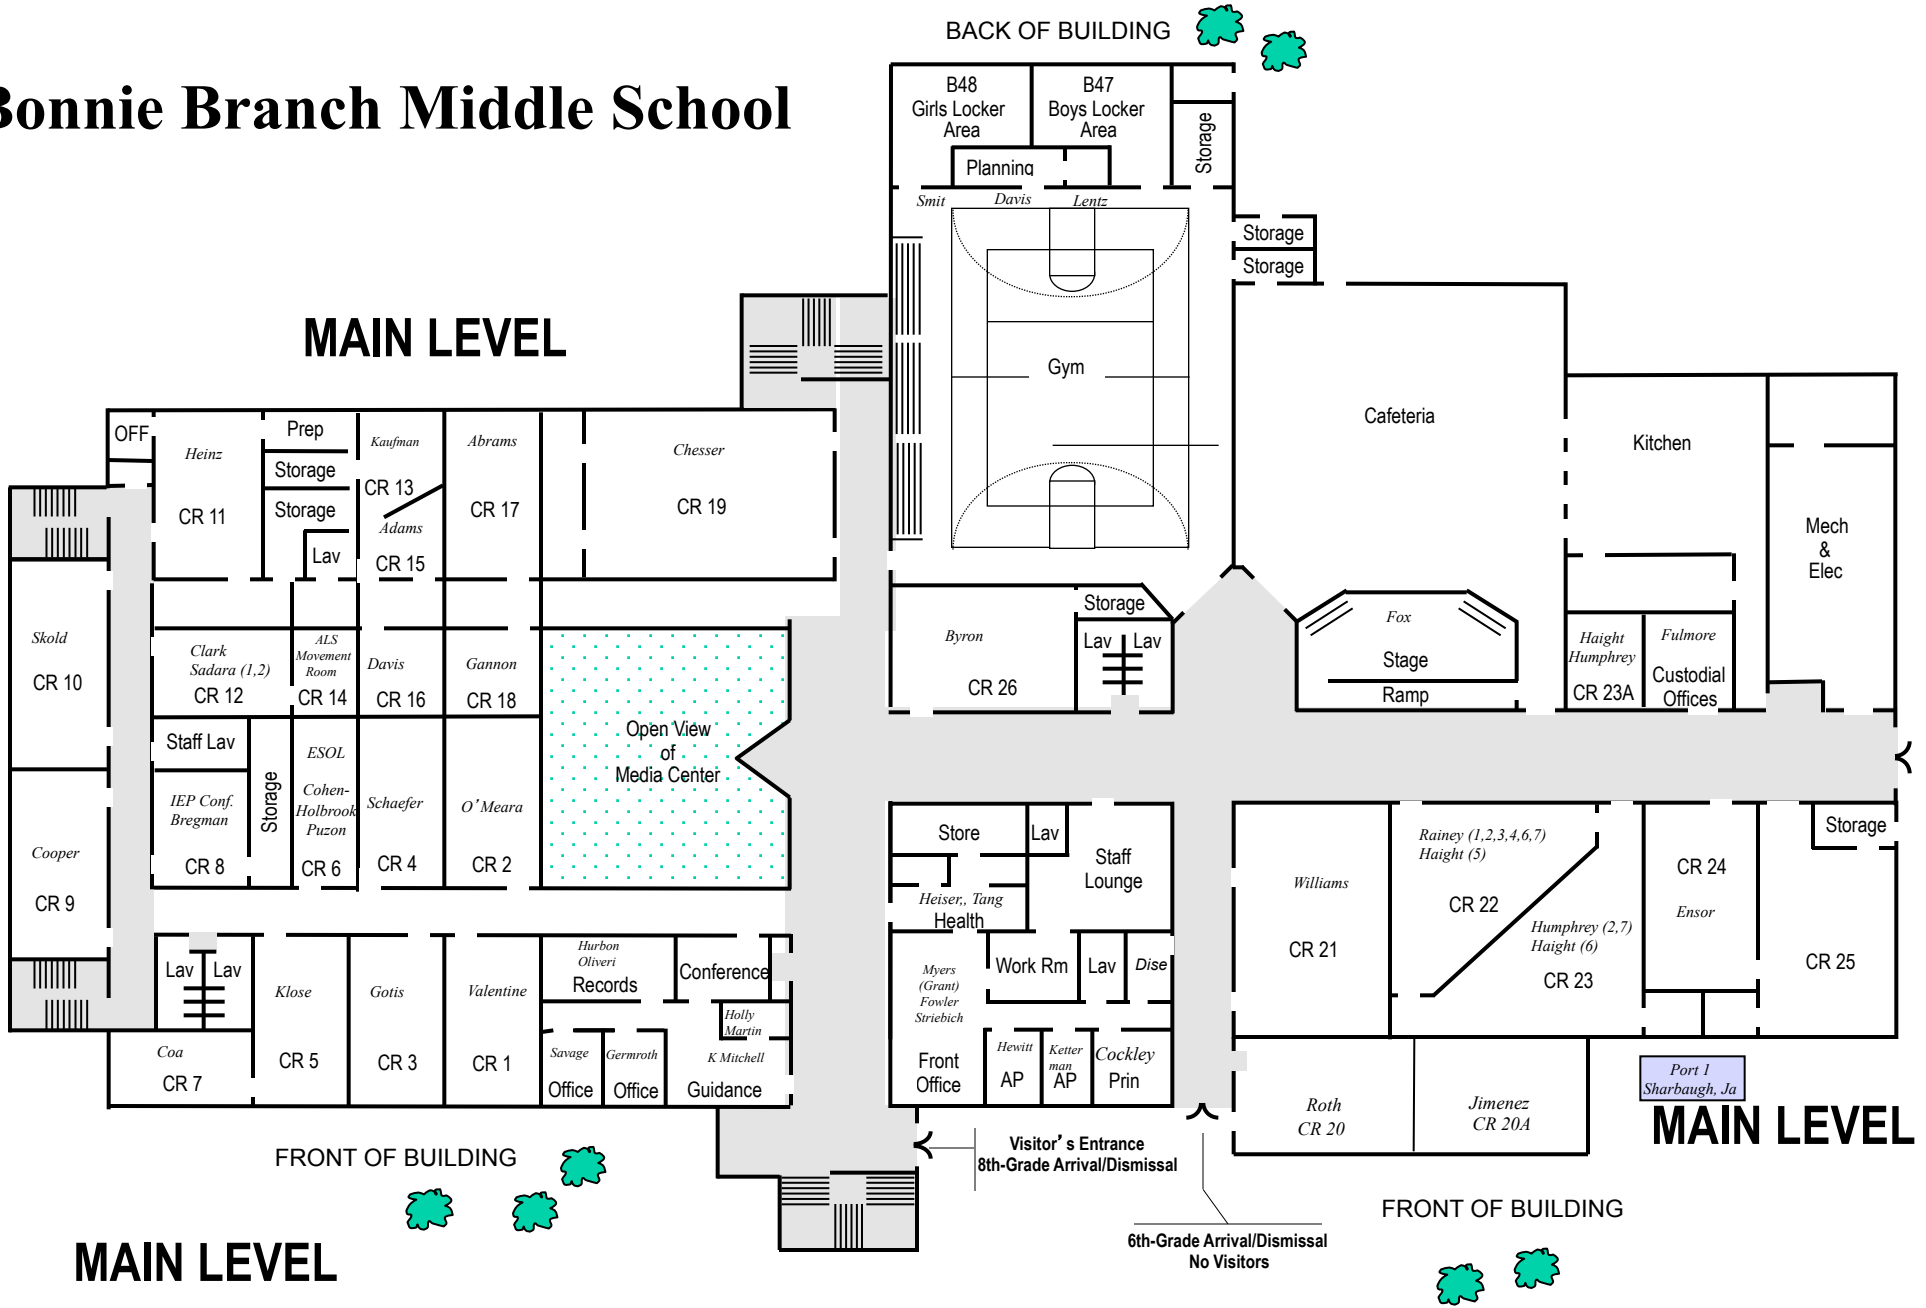 BACK OF BUILDING
Bonnie Branch Middle School
B48
Girls Locker
Area
B47
Boys Locker
Area
Storage
Planning
Smit
Davis
Lentz
Storage
Storage
MAIN LEVEL
Gym
Cafeteria
Kitchen
Mech
&
Elec
OFF
Heinz
CR 11
Prep
Storage
Storage
Lav
Kaufman
CR 13
Adams
CR 15
Abrams
CR 17
Chesser
CR 19
Skold
CR 10
Clark
Sadara (1,2)
CR 12
ALS
Movement
Room
CR 14
Davis
CR 16
Gannon
CR 18
Open View
of
Media Center
Byron
CR 26
Storage
Lav
Lav
Fox
Stage
Ramp
Haight
Humphrey
CR 23A
Fulmore
Custodial
Offices
Staff Lav
IEP Conf.
Bregman
CR 8
Storage
ESOL
Cohen-
Holbrook
Puzon
CR 6
Schaefer
CR 4
O’Meara
CR 2
Cooper
CR 9
Store
Lav
Staff
Lounge
Heiser,, Tang
Health
Williams
CR 21
Rainey (1,2,3,4,6,7)
Haight (5)
CR 22
Humphrey (2,7)
Haight (6)
CR 23
CR 24
Ensor
Storage
CR 25
Lav
Lav
Coa
CR 7
Klose
CR 5
Gotis
CR 3
Valentine
CR 1
Hurbon
Oliveri
Records
Conference
Holly
Martin
Savage
Office
Germroth
Office
K Mitchell
Guidance
Myers
(Grant)
Fowler
Striebich
Front
Office
Work Rm
Lav
Dise
Hewitt
AP
Ketter
man
AP
Cockley
Prin
Roth
CR 20
Jimenez
CR 20A
Port 1
Sharbaugh, Ja
MAIN LEVEL
FRONT OF BUILDING
Visitor’s Entrance
8th-Grade Arrival/Dismissal
6th-Grade Arrival/Dismissal
No Visitors
FRONT OF BUILDING
MAIN LEVEL